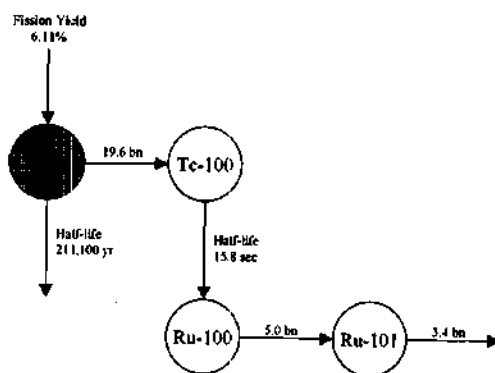 Fission Yield
6.11%
19.6 bn
Tc-100
Half-life
211,100 yr
Half-life
15.8 sec
Ru-100
5.0 bn
Ru-101
3.4 bn